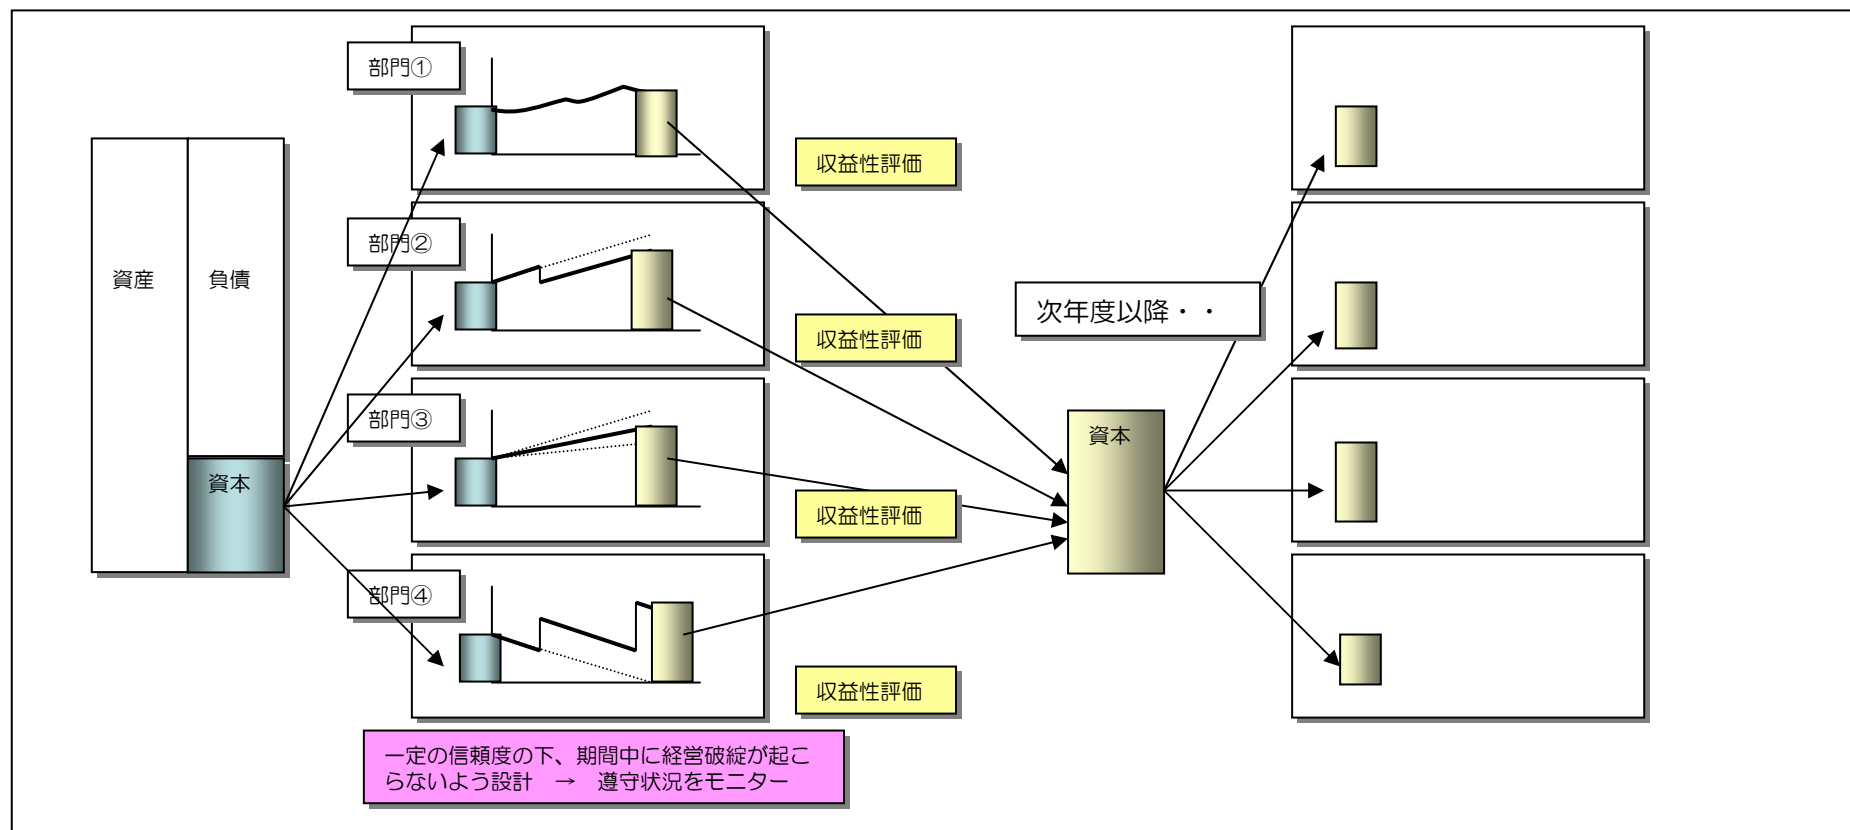 部門①
収益性評価
部門②
資産
負債
収益性評価
次年度以降・・
部門③
収益性評価
資本
資本
部門④
収益性評価
一定の信頼度の下、期間中に経営破綻が起こ
らないよう設計　→　遵守状況をモニター